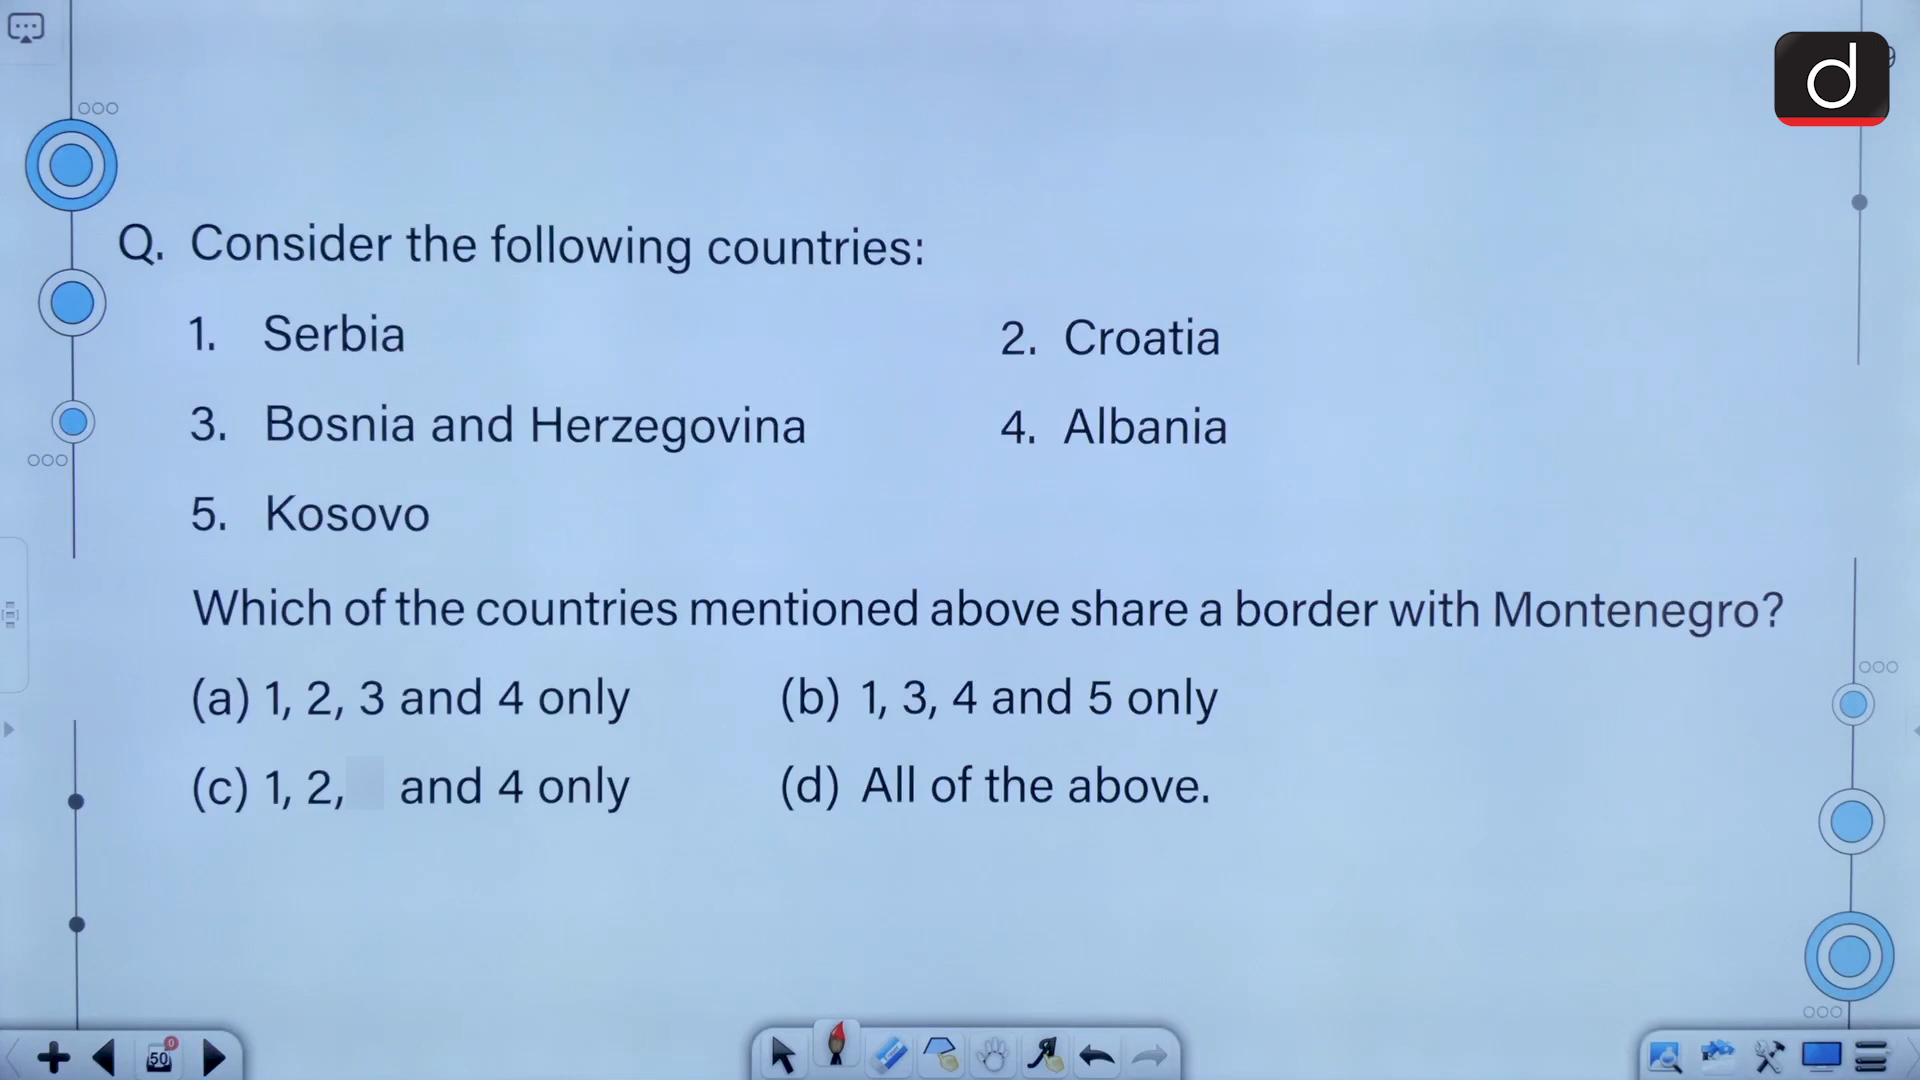 d
Q. Consider the following countries:
1. Serbia 2. Croatia
3. Bosnia and Herzegovina 4. Albania
5. Kosovo
Which of the countries mentioned above share a border with Montenegro?
(a) 1, 2, 3 and 4 only (b) 1, 3, 4 and 5 only
(c) 1, 2, and 4 only (d) All of the above.
50 0